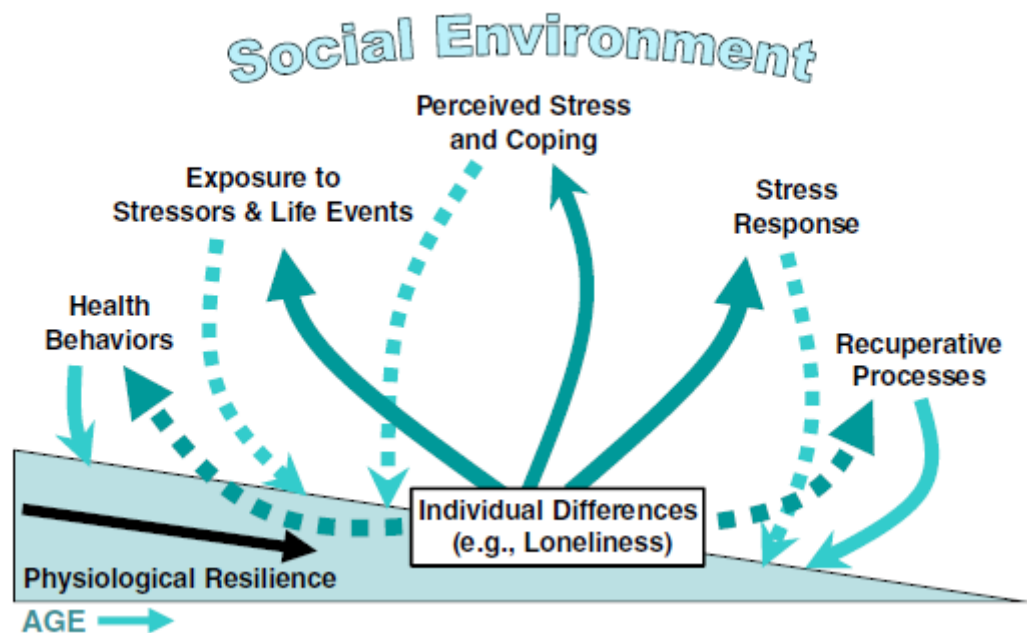 Social Environment
Perceived Stress
and Coping
Exposure to
Stressors & Life Events
Stress
Response
Health
Behaviors
Recuperative
Processes
Individual Differences
(e.g., Loneliness)
Physiological Resilience
AGE